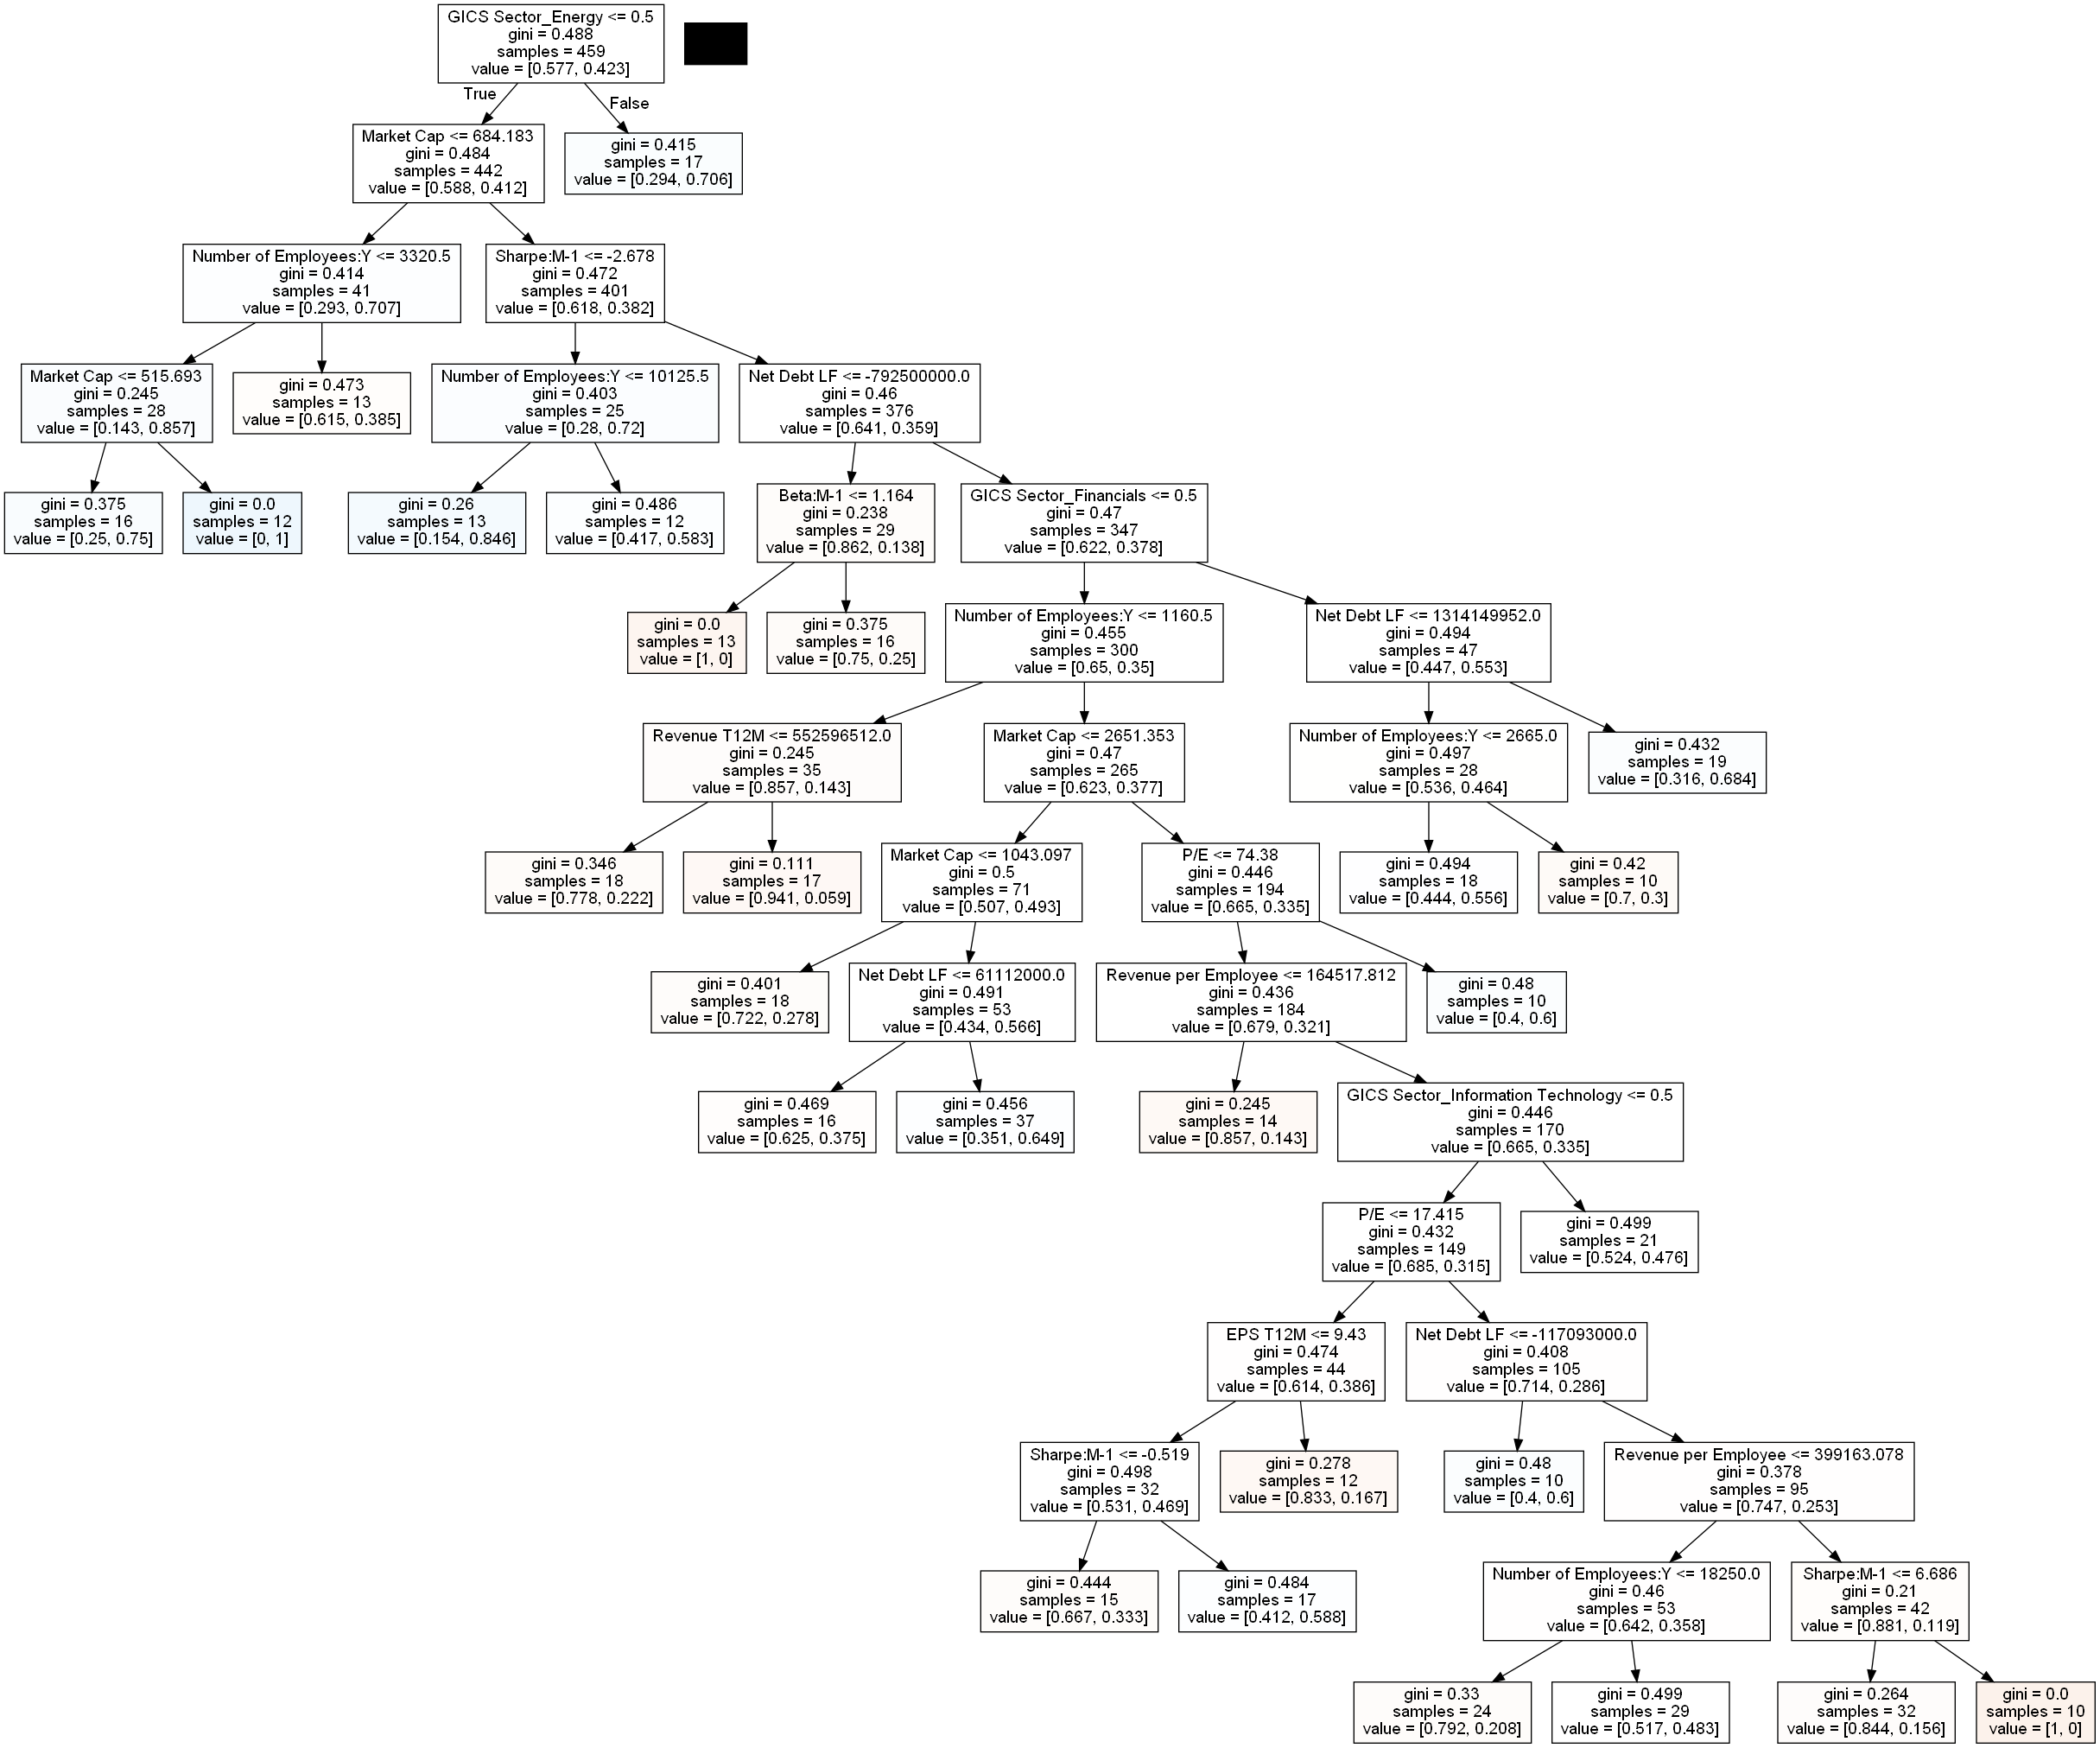 GICS Sector_Energy <= 0.5
gini = 0.488
samples = 459
value = [0.577, 0.423]
True
False
Market Cap <= 684.183
gini = 0.484
samples = 442
value = [0.588, 0.412]
gini = 0.415
samples = 17
value = [0.294, 0.706]
Number of Employees:Y <= 3320.5
gini = 0.414
samples = 41
value = [0.293, 0.707]
Sharpe:M-1 <= -2.678
gini = 0.472
samples = 401
value = [0.618, 0.382]
Market Cap <= 515.693
gini = 0.245
samples = 28
value = [0.143, 0.857]
gini = 0.473
samples = 13
value = [0.615, 0.385]
Number of Employees:Y <= 10125.5
gini = 0.403
samples = 25
value = [0.28, 0.72]
Net Debt LF <= -792500000.0
gini = 0.46
samples = 376
value = [0.641, 0.359]
gini = 0.375
samples = 16
value = [0.25, 0.75]
gini = 0.0
samples = 12
value = [0, 1]
gini = 0.26
samples = 13
value = [0.154, 0.846]
gini = 0.486
samples = 12
value = [0.417, 0.583]
Beta:M-1 <= 1.164
gini = 0.238
samples = 29
value = [0.862, 0.138]
GICS Sector_Financials <= 0.5
gini = 0.47
samples = 347
value = [0.622, 0.378]
gini = 0.0
samples = 13
value = [1, 0]
gini = 0.375
samples = 16
value = [0.75, 0.25]
Number of Employees:Y <= 1160.5
gini = 0.455
samples = 300
value = [0.65, 0.35]
Net Debt LF <= 1314149952.0
gini = 0.494
samples = 47
value = [0.447, 0.553]
Revenue T12M <= 552596512.0
gini = 0.245
samples = 35
value = [0.857, 0.143]
Market Cap <= 2651.353
gini = 0.47
samples = 265
value = [0.623, 0.377]
Number of Employees:Y <= 2665.0
gini = 0.497
samples = 28
value = [0.536, 0.464]
gini = 0.432
samples = 19
value = [0.316, 0.684]
gini = 0.346
samples = 18
value = [0.778, 0.222]
gini = 0.111
samples = 17
value = [0.941, 0.059]
Market Cap <= 1043.097
gini = 0.5
samples = 71
value = [0.507, 0.493]
P/E <= 74.38
gini = 0.446
samples = 194
value = [0.665, 0.335]
gini = 0.494
samples = 18
value = [0.444, 0.556]
gini = 0.42
samples = 10
value = [0.7, 0.3]
gini = 0.401
samples = 18
value = [0.722, 0.278]
Net Debt LF <= 61112000.0
gini = 0.491
samples = 53
value = [0.434, 0.566]
Revenue per Employee <= 164517.812
gini = 0.436
samples = 184
value = [0.679, 0.321]
gini = 0.48
samples = 10
value = [0.4, 0.6]
gini = 0.469
samples = 16
value = [0.625, 0.375]
gini = 0.456
samples = 37
value = [0.351, 0.649]
gini = 0.245
samples = 14
value = [0.857, 0.143]
GICS Sector_Information Technology <= 0.5
gini = 0.446
samples = 170
value = [0.665, 0.335]
P/E <= 17.415
gini = 0.432
samples = 149
value = [0.685, 0.315]
gini = 0.499
samples = 21
value = [0.524, 0.476]
EPS T12M <= 9.43
gini = 0.474
samples = 44
value = [0.614, 0.386]
Net Debt LF <= -117093000.0
gini = 0.408
samples = 105
value = [0.714, 0.286]
Sharpe:M-1 <= -0.519
gini = 0.498
samples = 32
value = [0.531, 0.469]
gini = 0.278
samples = 12
value = [0.833, 0.167]
gini = 0.48
samples = 10
value = [0.4, 0.6]
Revenue per Employee <= 399163.078
gini = 0.378
samples = 95
value = [0.747, 0.253]
gini = 0.444
samples = 15
value = [0.667, 0.333]
gini = 0.484
samples = 17
value = [0.412, 0.588]
Number of Employees:Y <= 18250.0
gini = 0.46
samples = 53
value = [0.642, 0.358]
Sharpe:M-1 <= 6.686
gini = 0.21
samples = 42
value = [0.881, 0.119]
gini = 0.33
samples = 24
value = [0.792, 0.208]
gini = 0.499
samples = 29
value = [0.517, 0.483]
gini = 0.264
samples = 32
value = [0.844, 0.156]
gini = 0.0
samples = 10
value = [1, 0]